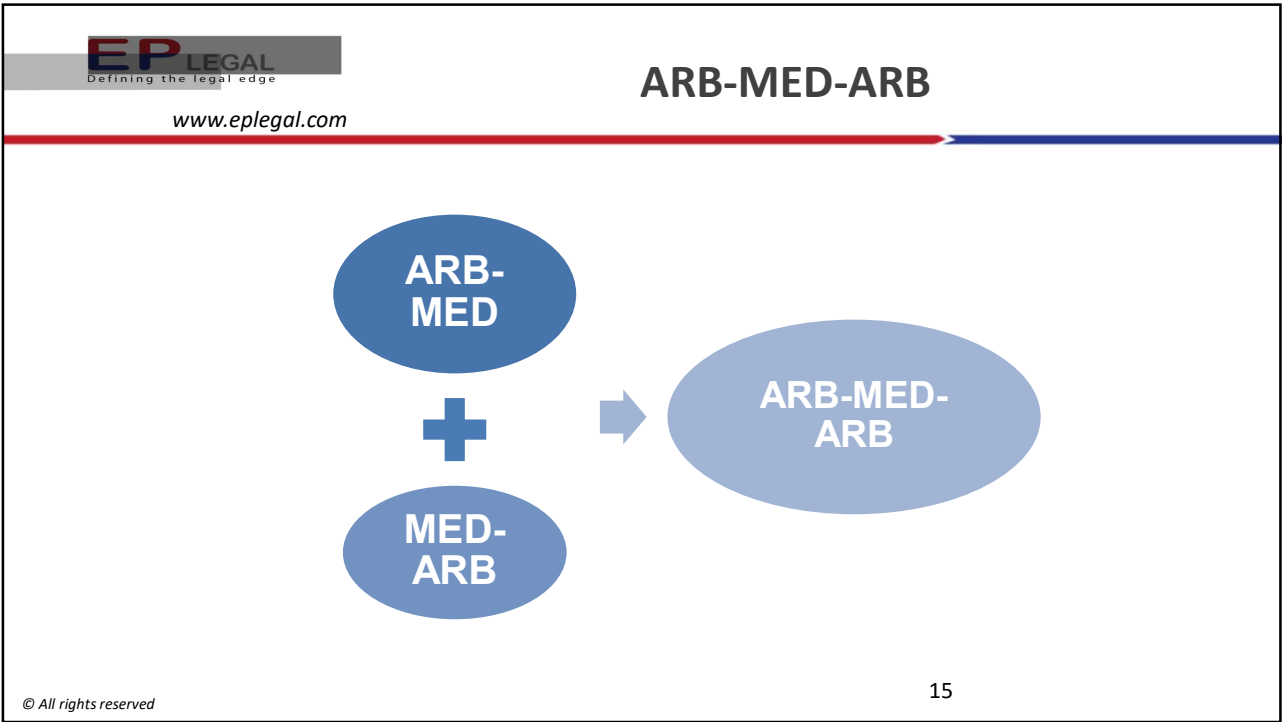 EP LEGAL
Defining the legal edge
www.eplegal.com
ARB-MED-ARB
ARB-
MED
MED-
ARB
ARB-MED-
ARB
© All rights reserved
15